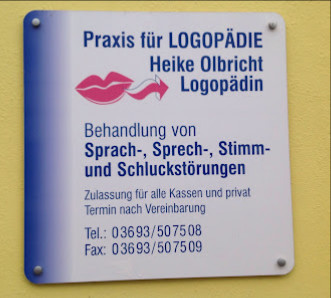 Praxis für LOGOPÄDIE
Heike Olbricht
Logopädin
Behandlung von
Sprach-, Sprech-, Stimm-
und Schluckstörungen
Zulassung für alle Kassen und privat
Termin nach Vereinbarung
Tel.: 03693/507508
Fax: 03693/507509